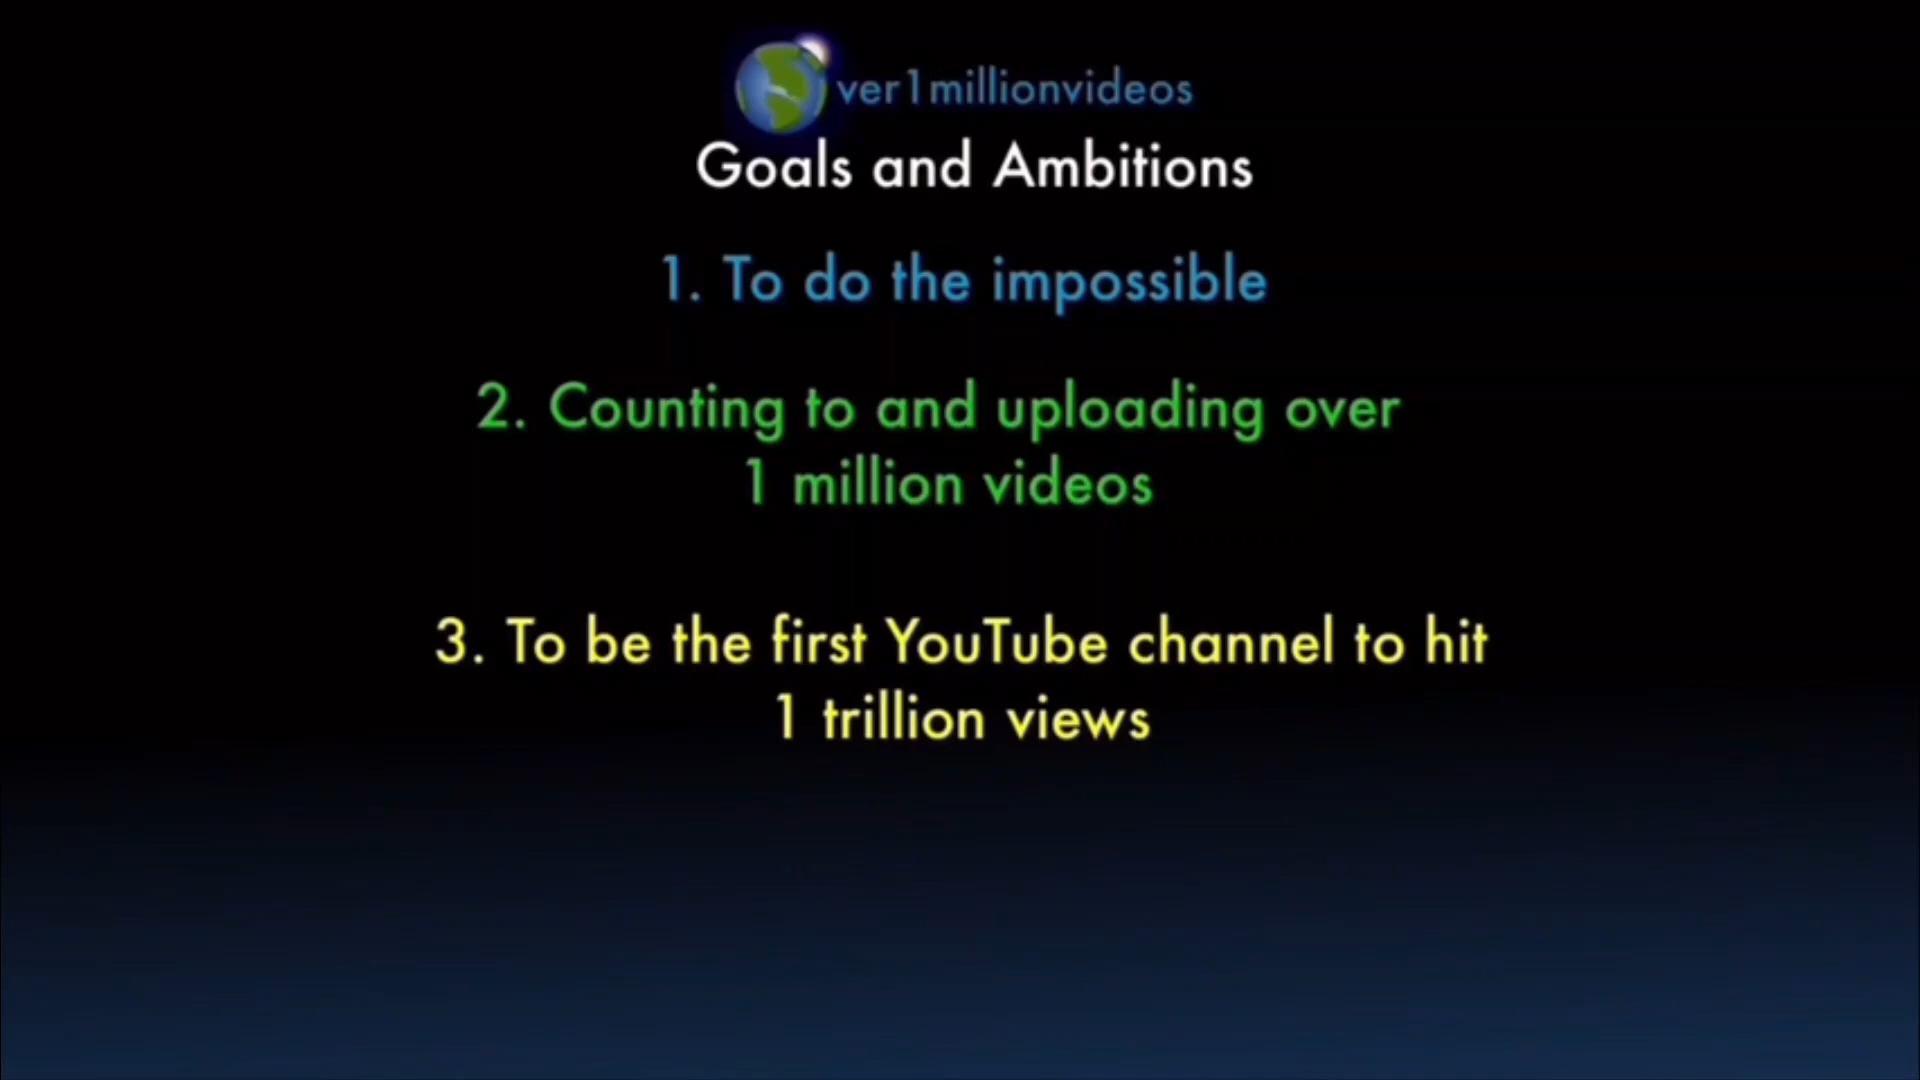 ver1millionvideos
Goals and Ambitions
1. To do the impossible
2. Counting to and uploading over
1 million videos
3. To be the first YouTube channel to hit
1 trillion views